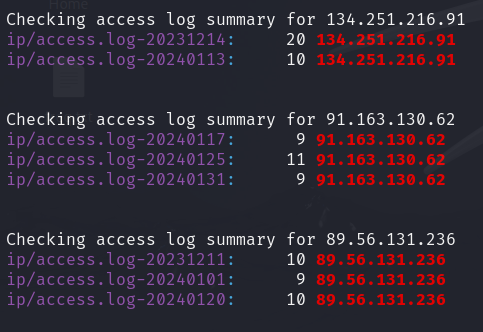 Home
Checking access log summary for 134.251.216.91
ip/access.log-20231214: 20 134.251.216.91
ip/access.log-20240113: 10 134.251.216.91
Checking access log summary for 91.163.130.62
ip/access.log-20240117: 9 91.163.130.62
ip/access.log-20240125: 11 91.163.130.62
ip/access.log-20240131: 9 91.163.130.62
Checking access log summary for 89.56.131.236
ip/access.log-20231211: 10 89.56.131.236
ip/access.log-20240101: 9 89.56.131.236
ip/access.log-20240120: 10 89.56.131.236